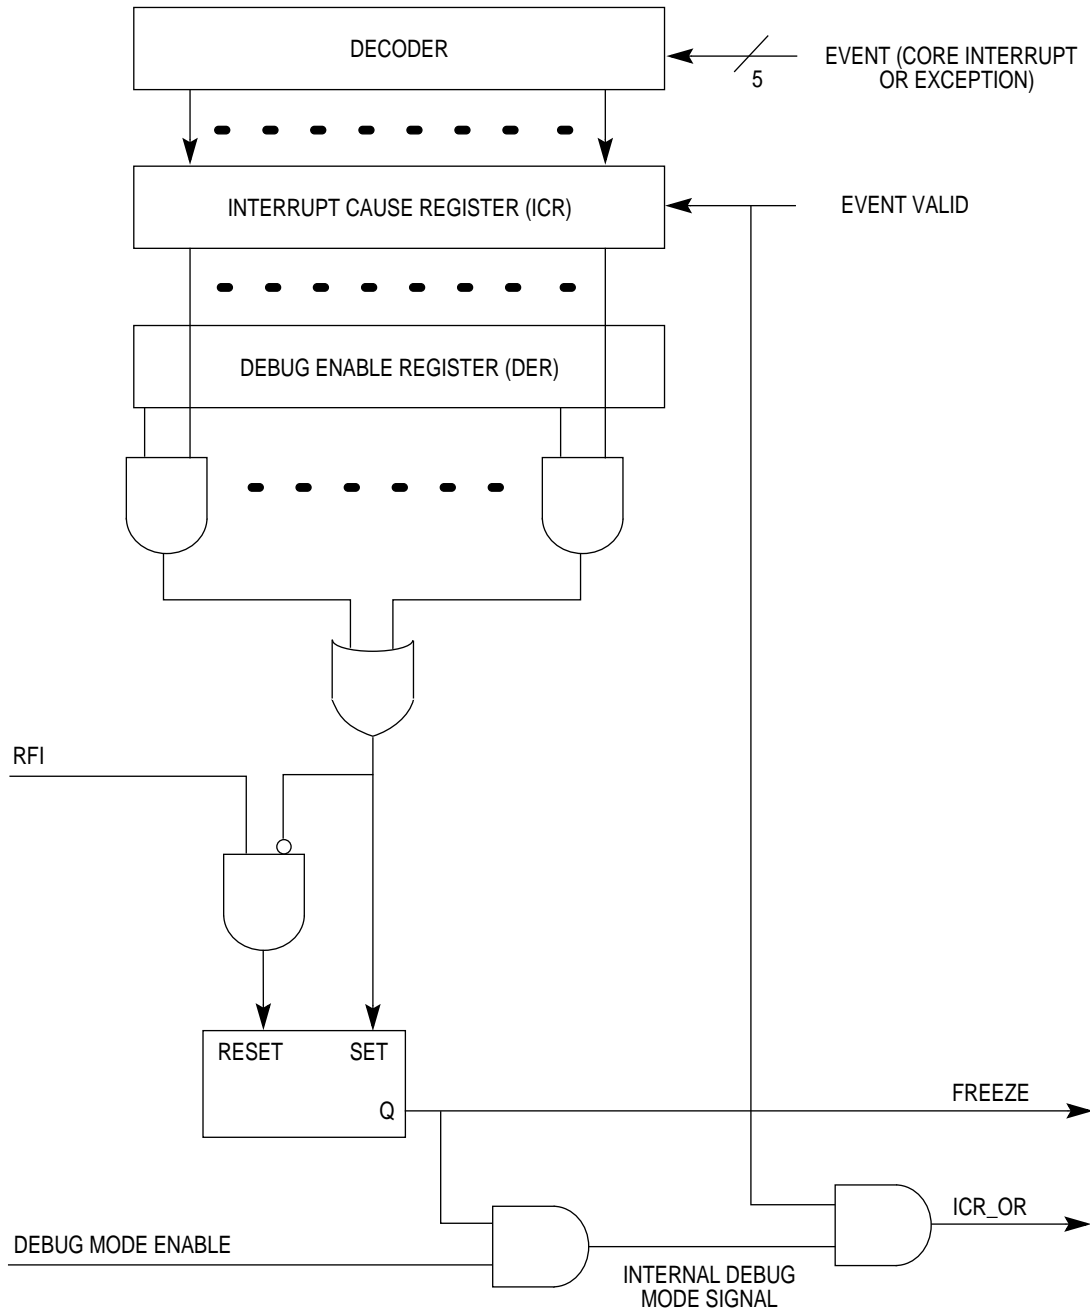 DECODER
EVENT (CORE INTERRUPT
OR EXCEPTION)
5
INTERRUPT CAUSE REGISTER (ICR)
EVENT VALID
DEBUG ENABLE REGISTER (DER)
RFI
RESET
SET
Q
FREEZE
ICR_OR
DEBUG MODE ENABLE
INTERNAL DEBUG
MODE SIGNAL